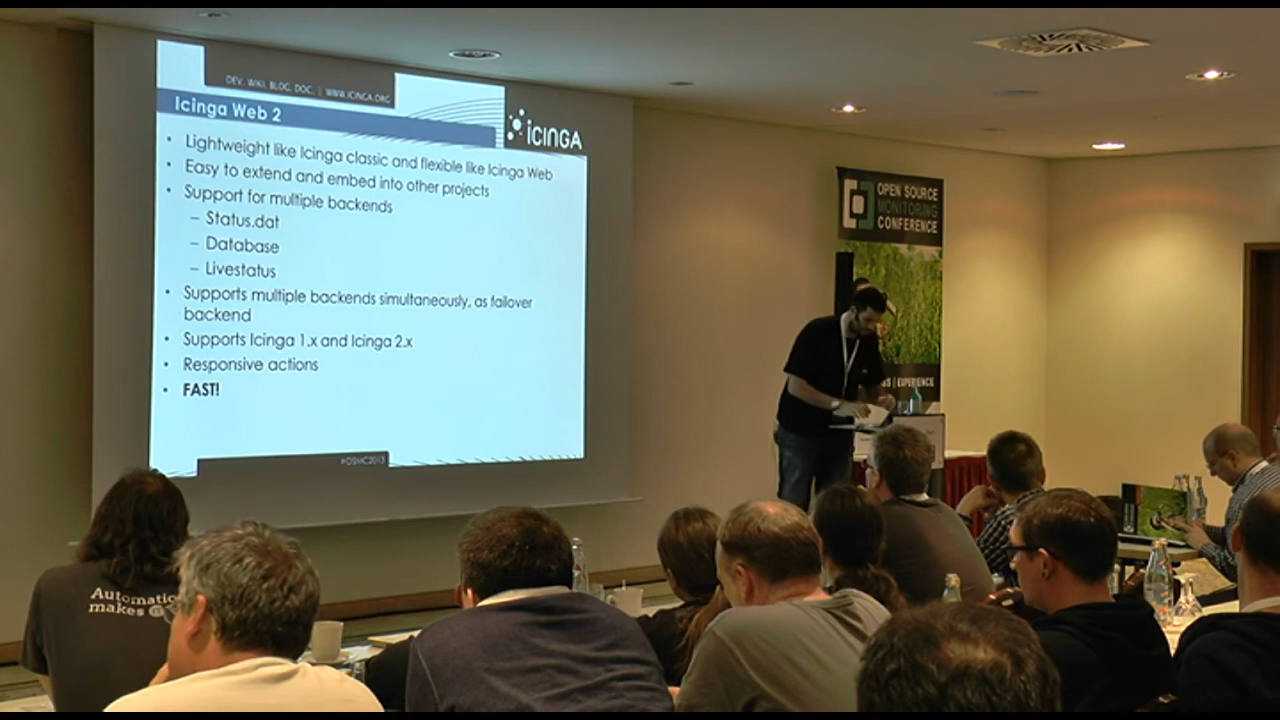 DEV. WIKI. BLOG. DOC. | WWW.ICINGA.ORG
Icinga Web 2
iCINGA
• Lightweight like Icinga classic and flexible like Icinga Web
• Easy to extend and embed into other projects
• Support for multiple backends
– Status.dat
– Database
– Livestatus
• Supports multiple backends simultaneously, as failover
backend
• Supports Icinga 1.x and Icinga 2.x
• Responsive actions
• FAST!
#OSMC2013
OPEN SOURCE
MONITORING
CONFERENCE
| EXPERIENCE
Automatic
makes